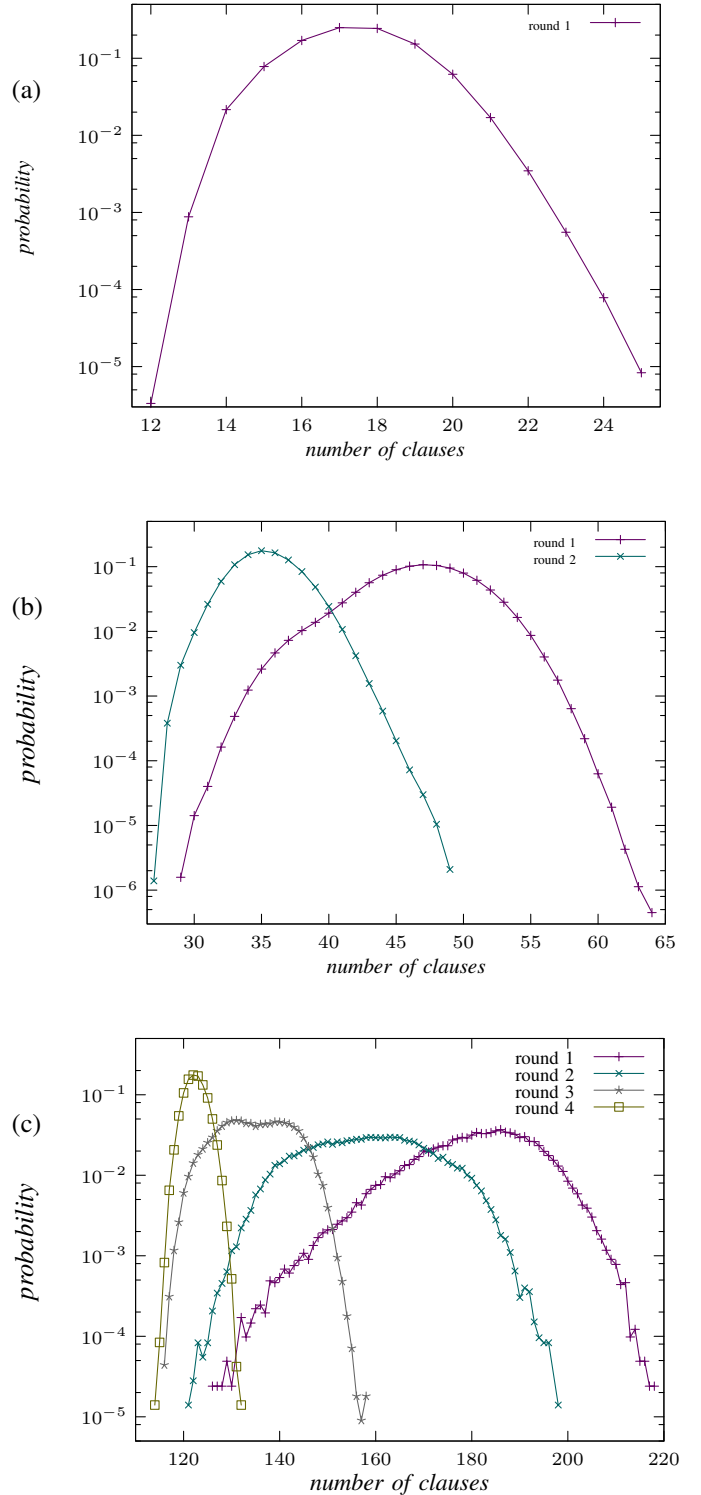 (a)
probability
10⁻¹
10⁻²
10⁻³
10⁻⁴
10⁻⁵
round 1
12 14 16 18 20 22 24
number of clauses
(b)
probability
10⁻¹
10⁻²
10⁻³
10⁻⁴
10⁻⁵
10⁻⁶
round 1
round 2
30 35 40 45 50 55 60 65
number of clauses
(c)
probability
10⁻¹
10⁻²
10⁻³
10⁻⁴
10⁻⁵
round 1
round 2
round 3
round 4
120 140 160 180 200 220
number of clauses